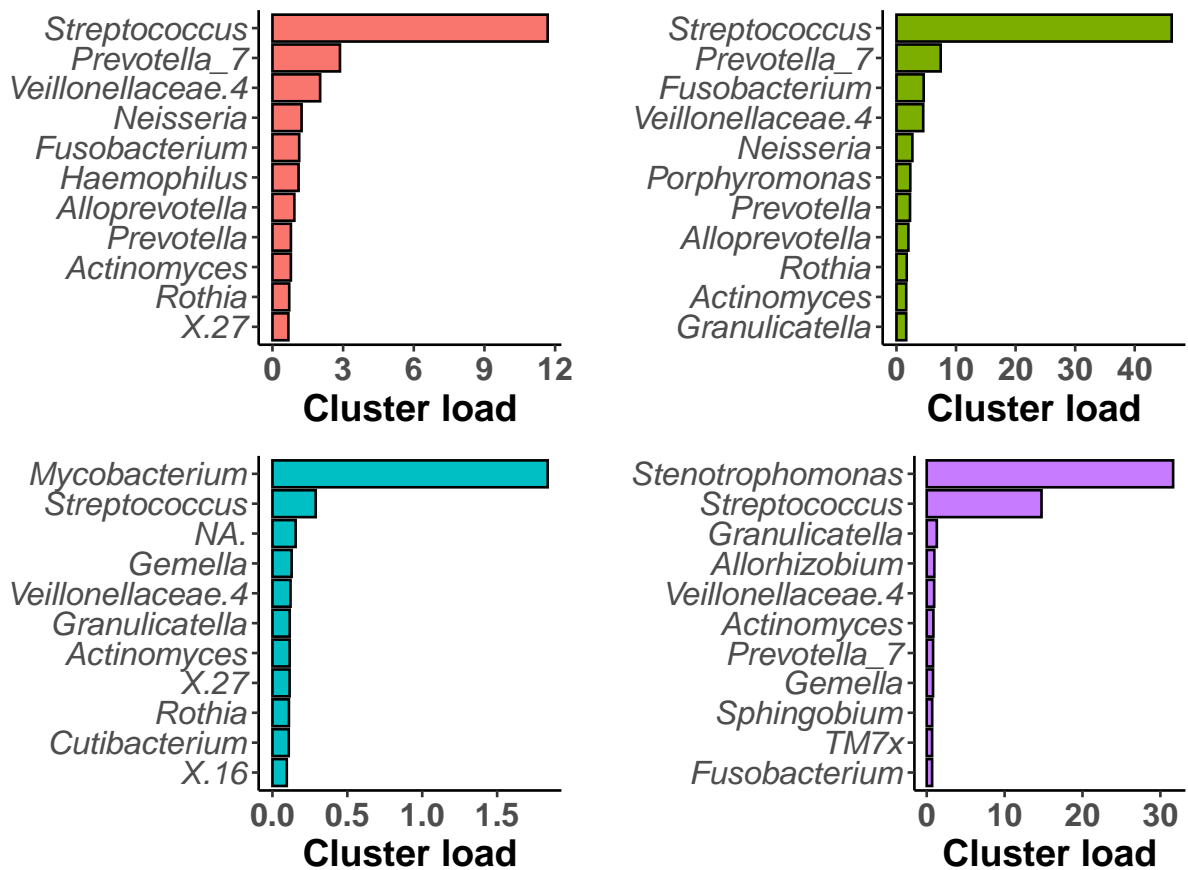 Streptococcus
Prevotella_7
Veillonellaceae.4
Neisseria
Fusobacterium
Haemophilus
Alloprevotella
Prevotella
Actinomyces
Rothia
X.27
0 3 6 9 12
Cluster load
Streptococcus
Prevotella_7
Fusobacterium
Veillonellaceae.4
Neisseria
Porphyromonas
Prevotella
Alloprevotella
Rothia
Actinomyces
Granulicatella
0 10 20 30 40
Cluster load
Mycobacterium
Streptococcus
NA.
Gemella
Veillonellaceae.4
Granulicatella
Actinomyces
X.27
Rothia
Cutibacterium
X.16
0.0 0.5 1.0 1.5
Cluster load
Stenotrophomonas
Streptococcus
Granulicatella
Allorhizobium
Veillonellaceae.4
Actinomyces
Prevotella_7
Gemella
Sphingobium
TM7x
Fusobacterium
0 10 20 30
Cluster load